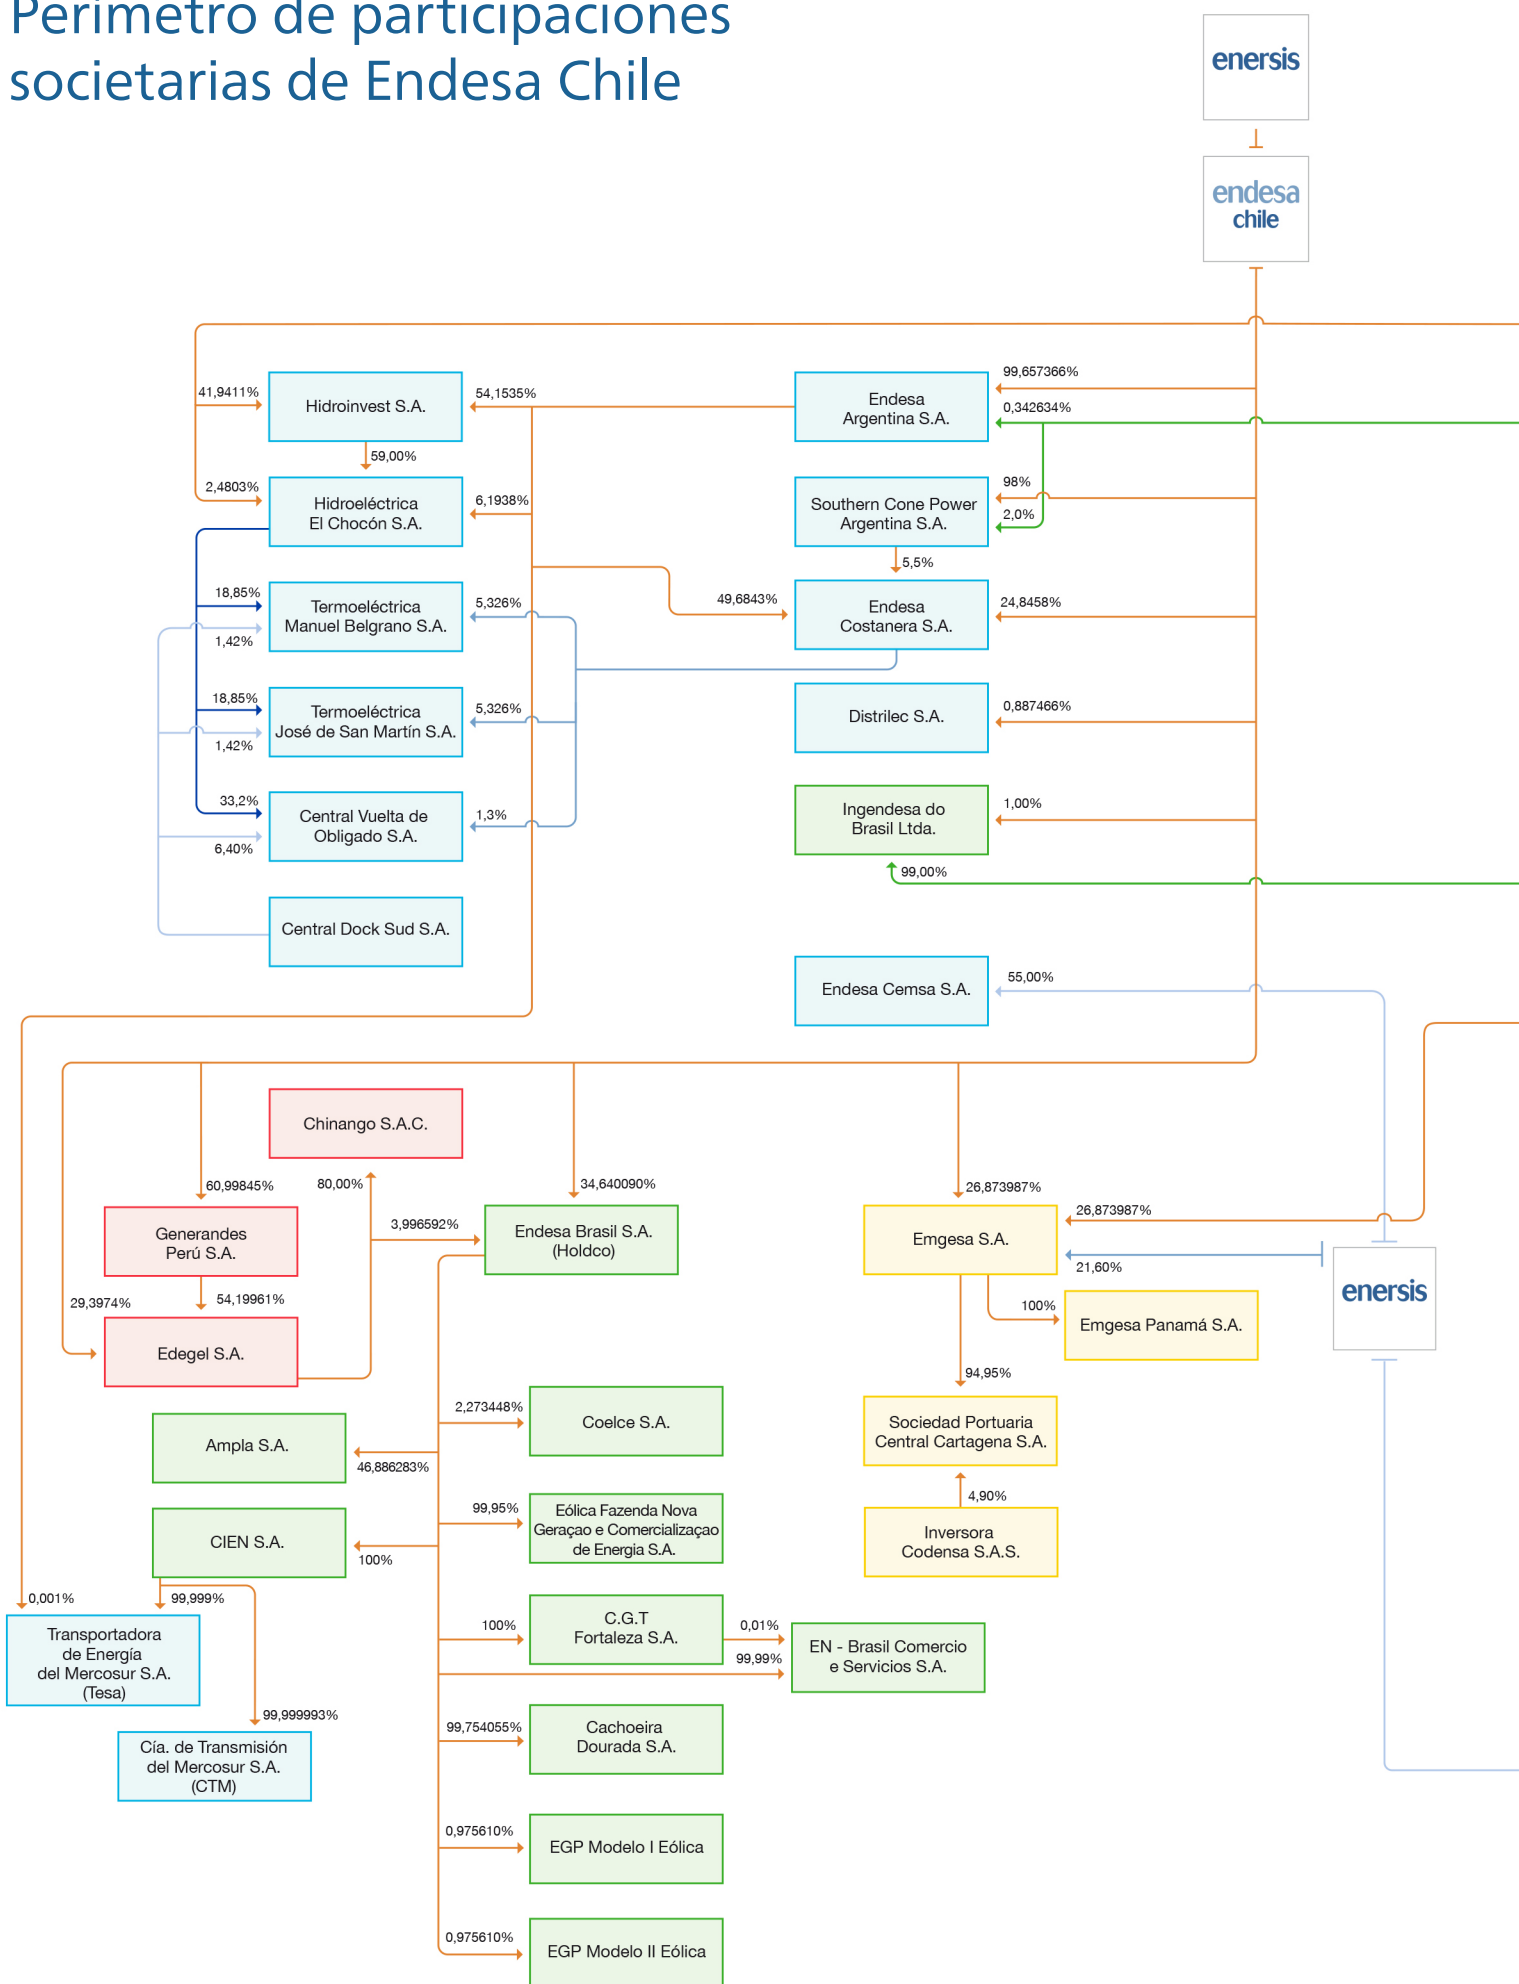 Perímetro de participaciones
societarias de Endesa Chile
enersis
endesa
chile
41,9411%
Hidroinvest S.A.
54,1535%
Endesa
Argentina S.A.
99,657366%
0,342634%
59,00%
2,4803%
Hidroeléctrica
El Chocón S.A.
6,1938%
Southern Cone Power
Argentina S.A.
98%
2,0%
5,5%
18,85%
1,42%
Termoeléctrica
Manuel Belgrano S.A.
5,326%
49,6843%
Endesa
Costanera S.A.
24,8458%
18,85%
1,42%
Termoeléctrica
José de San Martín S.A.
5,326%
Distrilec S.A.
0,887466%
33,2%
6,40%
Central Vuelta de
Obligado S.A.
1,3%
Ingendesa do
Brasil Ltda.
1,00%
99,00%
Central Dock Sud S.A.
Endesa Cemsa S.A.
55,00%
Chinango S.A.C.
60,99845%
80,00%
34,640090%
26,873987%
Generandes
Perú S.A.
3,996592%
Endesa Brasil S.A.
(Holdco)
Emgesa S.A.
26,873987%
21,60%
enersis
29,3974%
54,19961%
100%
Emgesa Panamá S.A.
Edegel S.A.
94,95%
2,273448%
Coelce S.A.
Sociedad Portuaria
Central Cartagena S.A.
Ampla S.A.
46,886283%
4,90%
99,95%
Eólica Fazenda Nova
Geraçao e Comercializaçao
de Energia S.A.
Inversora
Codensa S.A.S.
CIEN S.A.
100%
0,001%
99,999%
Transportadora
de Energía
del Mercosur S.A.
(Tesa)
100%
C.G.T
Fortaleza S.A.
0,01%
99,99%
EN - Brasil Comercio
e Servicios S.A.
99,999993%
Cía. de Transmisión
del Mercosur S.A.
(CTM)
99,754055%
Cachoeira
Dourada S.A.
0,975610%
EGP Modelo I Eólica
0,975610%
EGP Modelo II Eólica